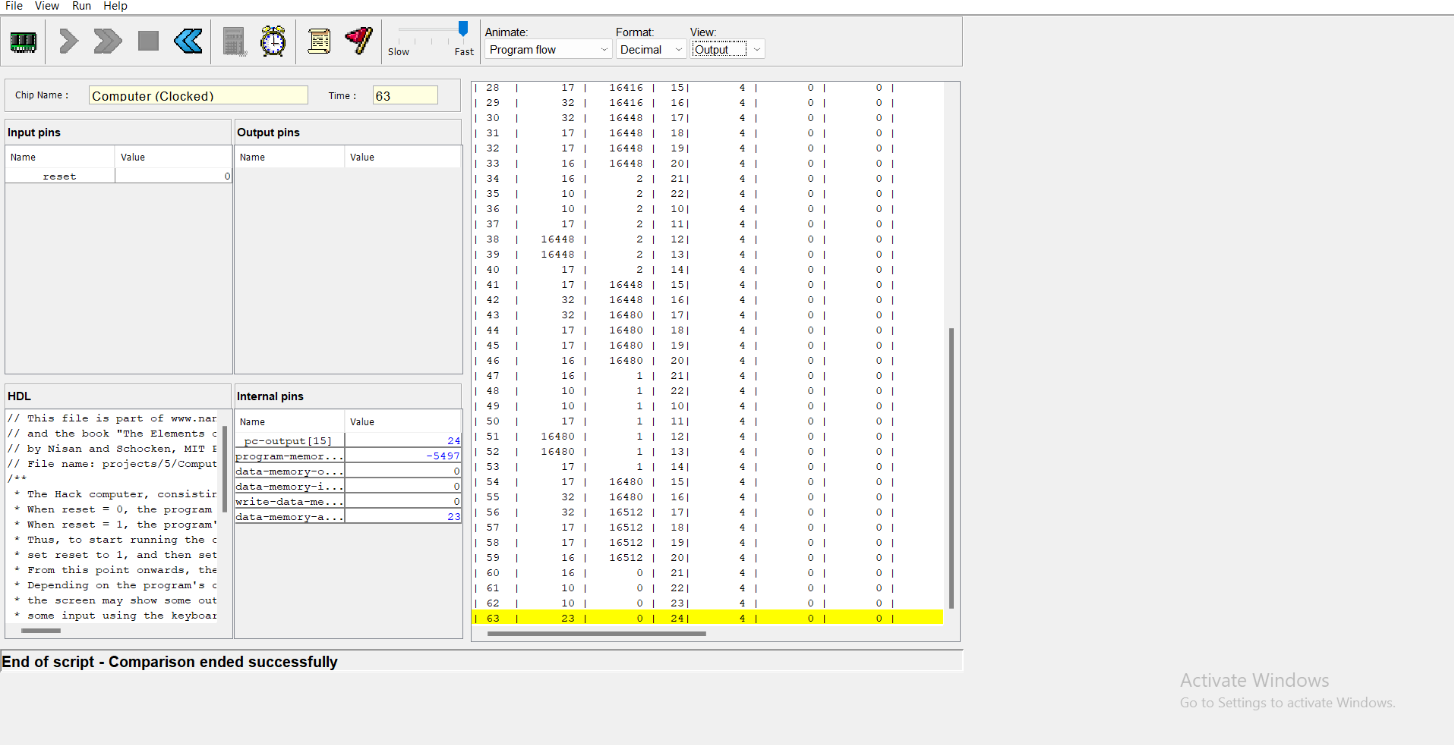 File View Run Help
Animate: Format: View:
Slow Fast Program flow Decimal Output
Chip Name : Computer (Clocked) Time : 63
Input pins
Name Value
reset 0
Output pins
Name Value
HDL
// This file is part of www.nan
// and the book "The Elements o
// by Nisan and Schocken, MIT P
// File name: projects/5/Comput
/**
* The Hack computer, consistin
* When reset = 0, the program
* When reset = 1, the program'
* Thus, to start running the c
* set reset to 1, and then set
* From this point onwards, the
* Depending on the program's c
* the screen may show some out
* some input using the keyboar
Internal pins
Name Value
pc-output[15] 24
program-memor... -5497
data-memory-o... 0
data-memory-i... 0
write-data-me... 0
data-memory-a... 23
| 28 | 17 | 16416 | 15| 4 | 0 | 0 |
| 29 | 32 | 16416 | 16| 4 | 0 | 0 |
| 30 | 32 | 16448 | 17| 4 | 0 | 0 |
| 31 | 17 | 16448 | 18| 4 | 0 | 0 |
| 32 | 17 | 16448 | 19| 4 | 0 | 0 |
| 33 | 16 | 16448 | 20| 4 | 0 | 0 |
| 34 | 16 | 2 | 21| 4 | 0 | 0 |
| 35 | 10 | 2 | 22| 4 | 0 | 0 |
| 36 | 10 | 2 | 10| 4 | 0 | 0 |
| 37 | 17 | 2 | 11| 4 | 0 | 0 |
| 38 | 16448 | 2 | 12| 4 | 0 | 0 |
| 39 | 16448 | 2 | 13| 4 | 0 | 0 |
| 40 | 17 | 2 | 14| 4 | 0 | 0 |
| 41 | 17 | 16448 | 15| 4 | 0 | 0 |
| 42 | 32 | 16448 | 16| 4 | 0 | 0 |
| 43 | 32 | 16480 | 17| 4 | 0 | 0 |
| 44 | 17 | 16480 | 18| 4 | 0 | 0 |
| 45 | 17 | 16480 | 19| 4 | 0 | 0 |
| 46 | 16 | 16480 | 20| 4 | 0 | 0 |
| 47 | 16 | 1 | 21| 4 | 0 | 0 |
| 48 | 10 | 1 | 22| 4 | 0 | 0 |
| 49 | 10 | 1 | 10| 4 | 0 | 0 |
| 50 | 17 | 1 | 11| 4 | 0 | 0 |
| 51 | 16480 | 1 | 12| 4 | 0 | 0 |
| 52 | 16480 | 1 | 13| 4 | 0 | 0 |
| 53 | 17 | 1 | 14| 4 | 0 | 0 |
| 54 | 17 | 16480 | 15| 4 | 0 | 0 |
| 55 | 32 | 16480 | 16| 4 | 0 | 0 |
| 56 | 32 | 16512 | 17| 4 | 0 | 0 |
| 57 | 17 | 16512 | 18| 4 | 0 | 0 |
| 58 | 17 | 16512 | 19| 4 | 0 | 0 |
| 59 | 16 | 16512 | 20| 4 | 0 | 0 |
| 60 | 16 | 0 | 21| 4 | 0 | 0 |
| 61 | 10 | 0 | 22| 4 | 0 | 0 |
| 62 | 10 | 0 | 23| 4 | 0 | 0 |
| 63 | 23 | 0 | 24| 4 | 0 | 0 |
End of script - Comparison ended successfully
Activate Windows
Go to Settings to activate Windows.